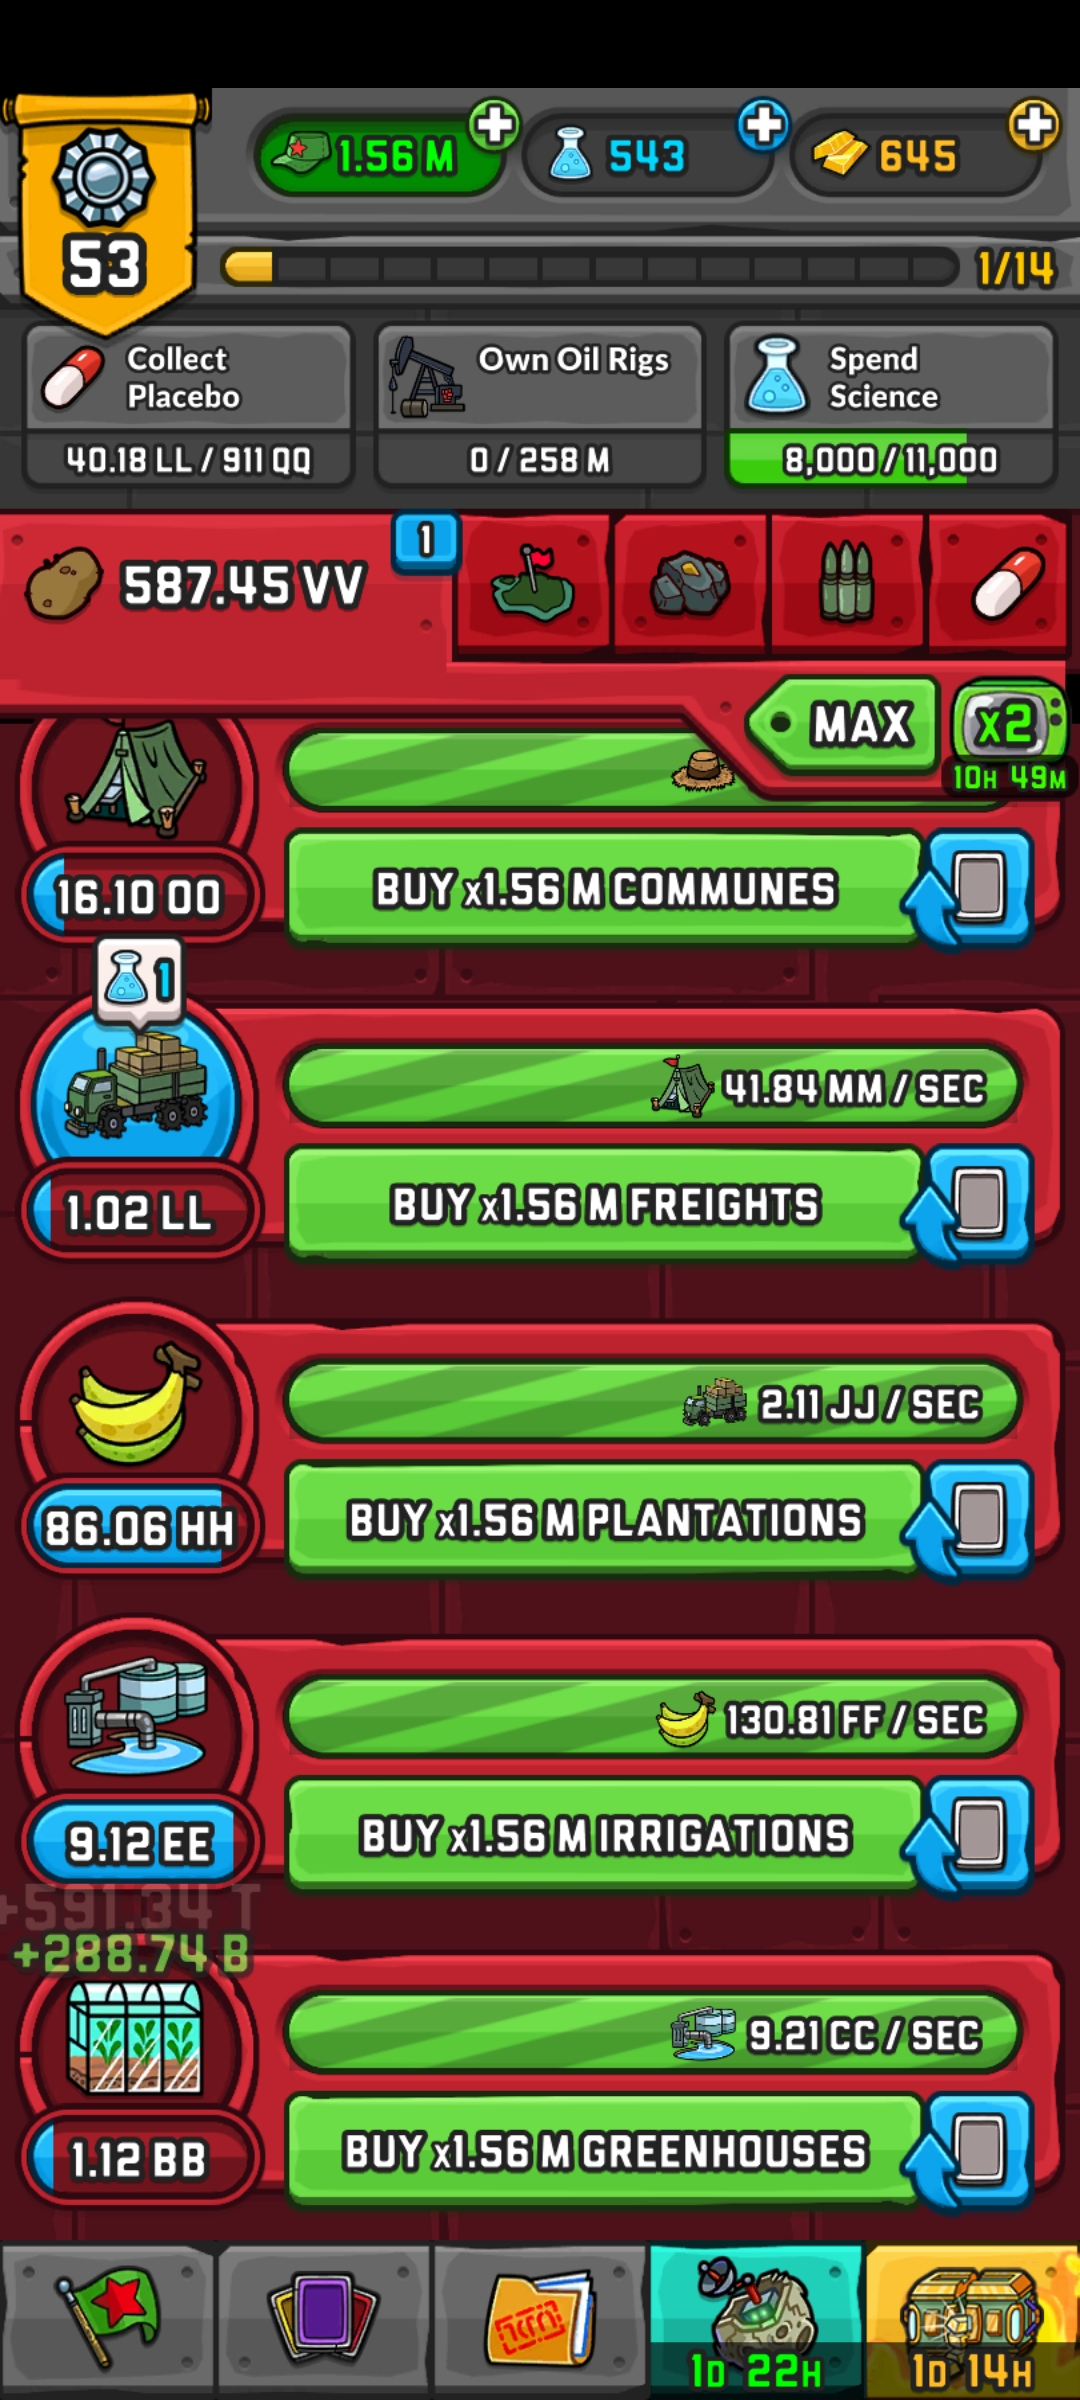 1.56 M
543
645
53
1/14
Collect
Placebo
Own Oil Rigs
Spend
Science
40.18 LL / 911 QQ
0 / 258 M
8,000 / 11,000
587.45 VV
1
MAX
x2
10H 49M
16.10 OO
BUY x1.56 M COMMUNES
1
41.84 MM / SEC
1.02 LL
BUY x1.56 M FREIGHTS
2.11 JJ / SEC
86.06 HH
BUY x1.56 M PLANTATIONS
130.81 FF / SEC
9.12 EE
BUY x1.56 M IRRIGATIONS
+591.34 T
+288.74 B
9.21 CC / SEC
1.12 BB
BUY x1.56 M GREENHOUSES
1D 22H
1D 14H